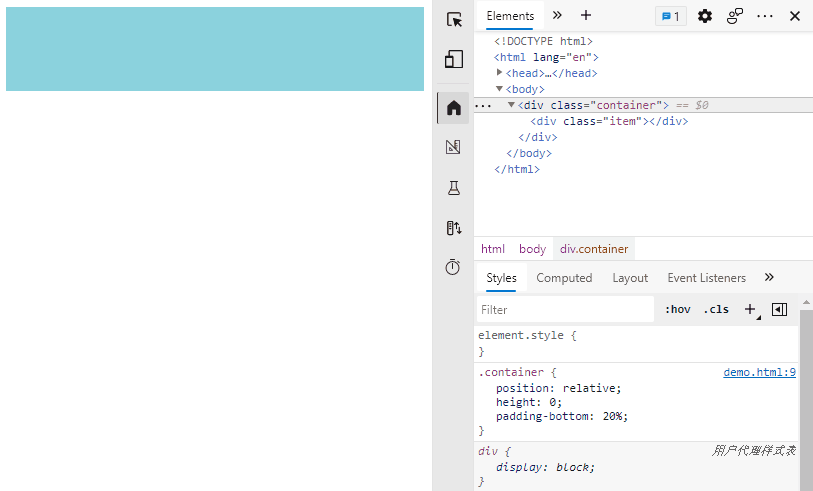 Elements
1
<!DOCTYPE html>
<html lang="en">
<head>…</head>
<body>
<div class="container"> == $0
<div class="item"></div>
</div>
</body>
</html>
html body div.container
Styles Computed Layout Event Listeners
Filter :hov .cls
element.style {
}
.container { demo.html:9
position: relative;
height: 0;
padding-bottom: 20%;
}
div { 用户代理样式表
display: block;
}